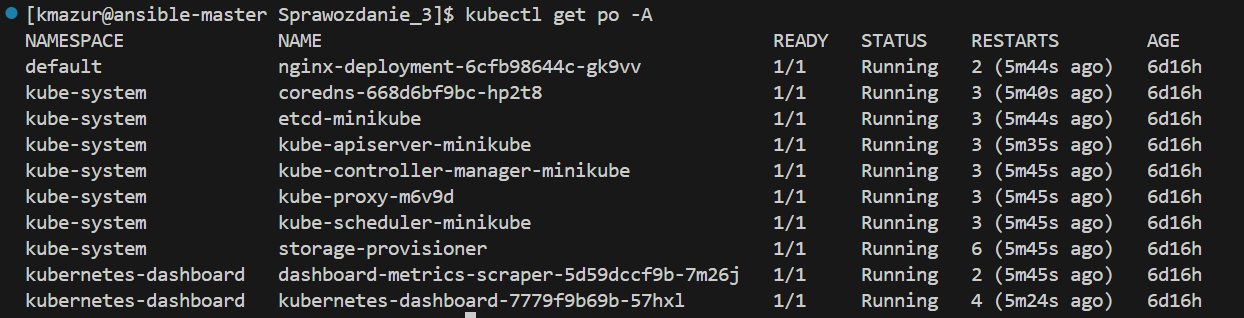 [kmazur@ansible-master Sprawozdanie_3]$ kubectl get po -A
NAMESPACE NAME READY STATUS RESTARTS AGE
default nginx-deployment-6cfb98644c-gk9vv 1/1 Running 2 (5m44s ago) 6d16h
kube-system coredns-668d6bf9bc-hp2t8 1/1 Running 3 (5m40s ago) 6d16h
kube-system etcd-minikube 1/1 Running 3 (5m44s ago) 6d16h
kube-system kube-apiserver-minikube 1/1 Running 3 (5m35s ago) 6d16h
kube-system kube-controller-manager-minikube 1/1 Running 3 (5m45s ago) 6d16h
kube-system kube-proxy-m6v9d 1/1 Running 3 (5m45s ago) 6d16h
kube-system kube-scheduler-minikube 1/1 Running 3 (5m45s ago) 6d16h
kube-system storage-provisioner 1/1 Running 6 (5m45s ago) 6d16h
kubernetes-dashboard dashboard-metrics-scraper-5d59dccf9b-7m26j 1/1 Running 2 (5m45s ago) 6d16h
kubernetes-dashboard kubernetes-dashboard-7779f9b69b-57hxl 1/1 Running 4 (5m24s ago) 6d16h